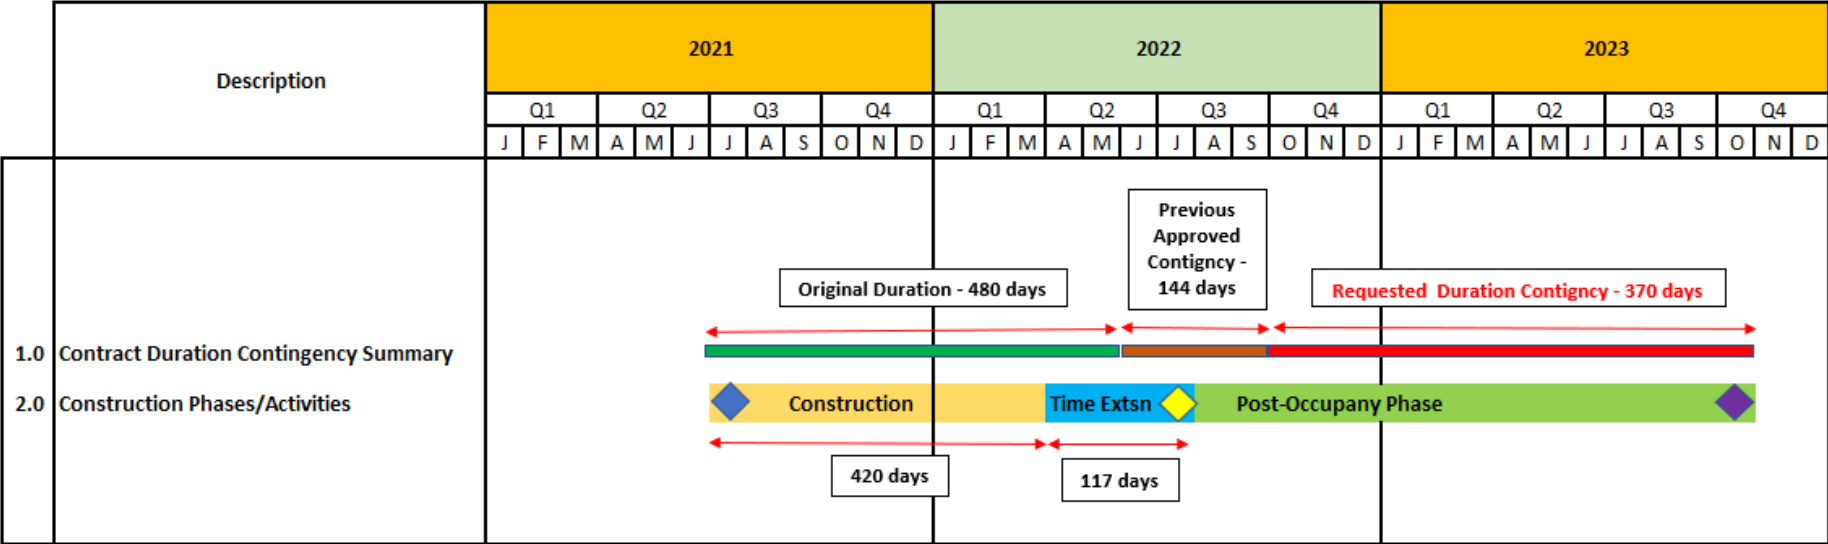 2021 2022 2023
Description
Q1 Q2 Q3 Q4 Q1 Q2 Q3 Q4 Q1 Q2 Q3 Q4
J F M A M J J A S O N D J F M A M J J A S O N D J F M A M J J A S O N D
Previous
Approved
Contigncy -
144 days
Original Duration - 480 days
Requested Duration Contigncy - 370 days
1.0 Contract Duration Contingency Summary
2.0 Construction Phases/Activities
Construction
Time Extsn
Post-Occupany Phase
420 days
117 days